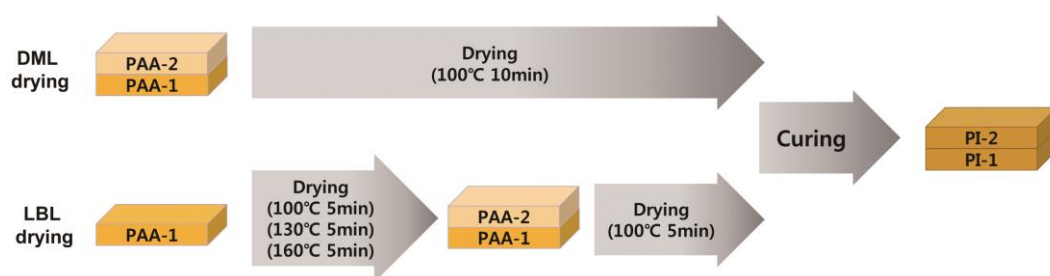 DML
drying
PAA-2
PAA-1
Drying
(100℃ 10min)
Curing
PI-2
PI-1
LBL
drying
PAA-1
Drying
(100℃ 5min)
(130℃ 5min)
(160℃ 5min)
PAA-2
PAA-1
Drying
(100℃ 5min)